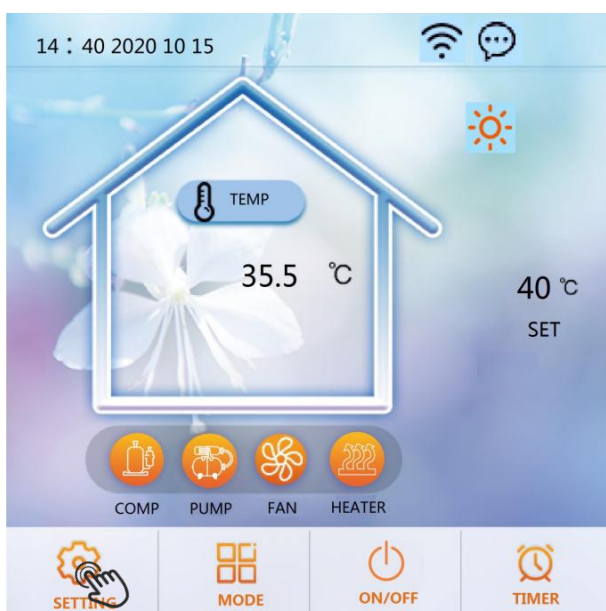 14：40 2020 10 15
TEMP
35.5 ℃
40 ℃
SET
COMP PUMP FAN HEATER
SETTING MODE ON/OFF TIMER